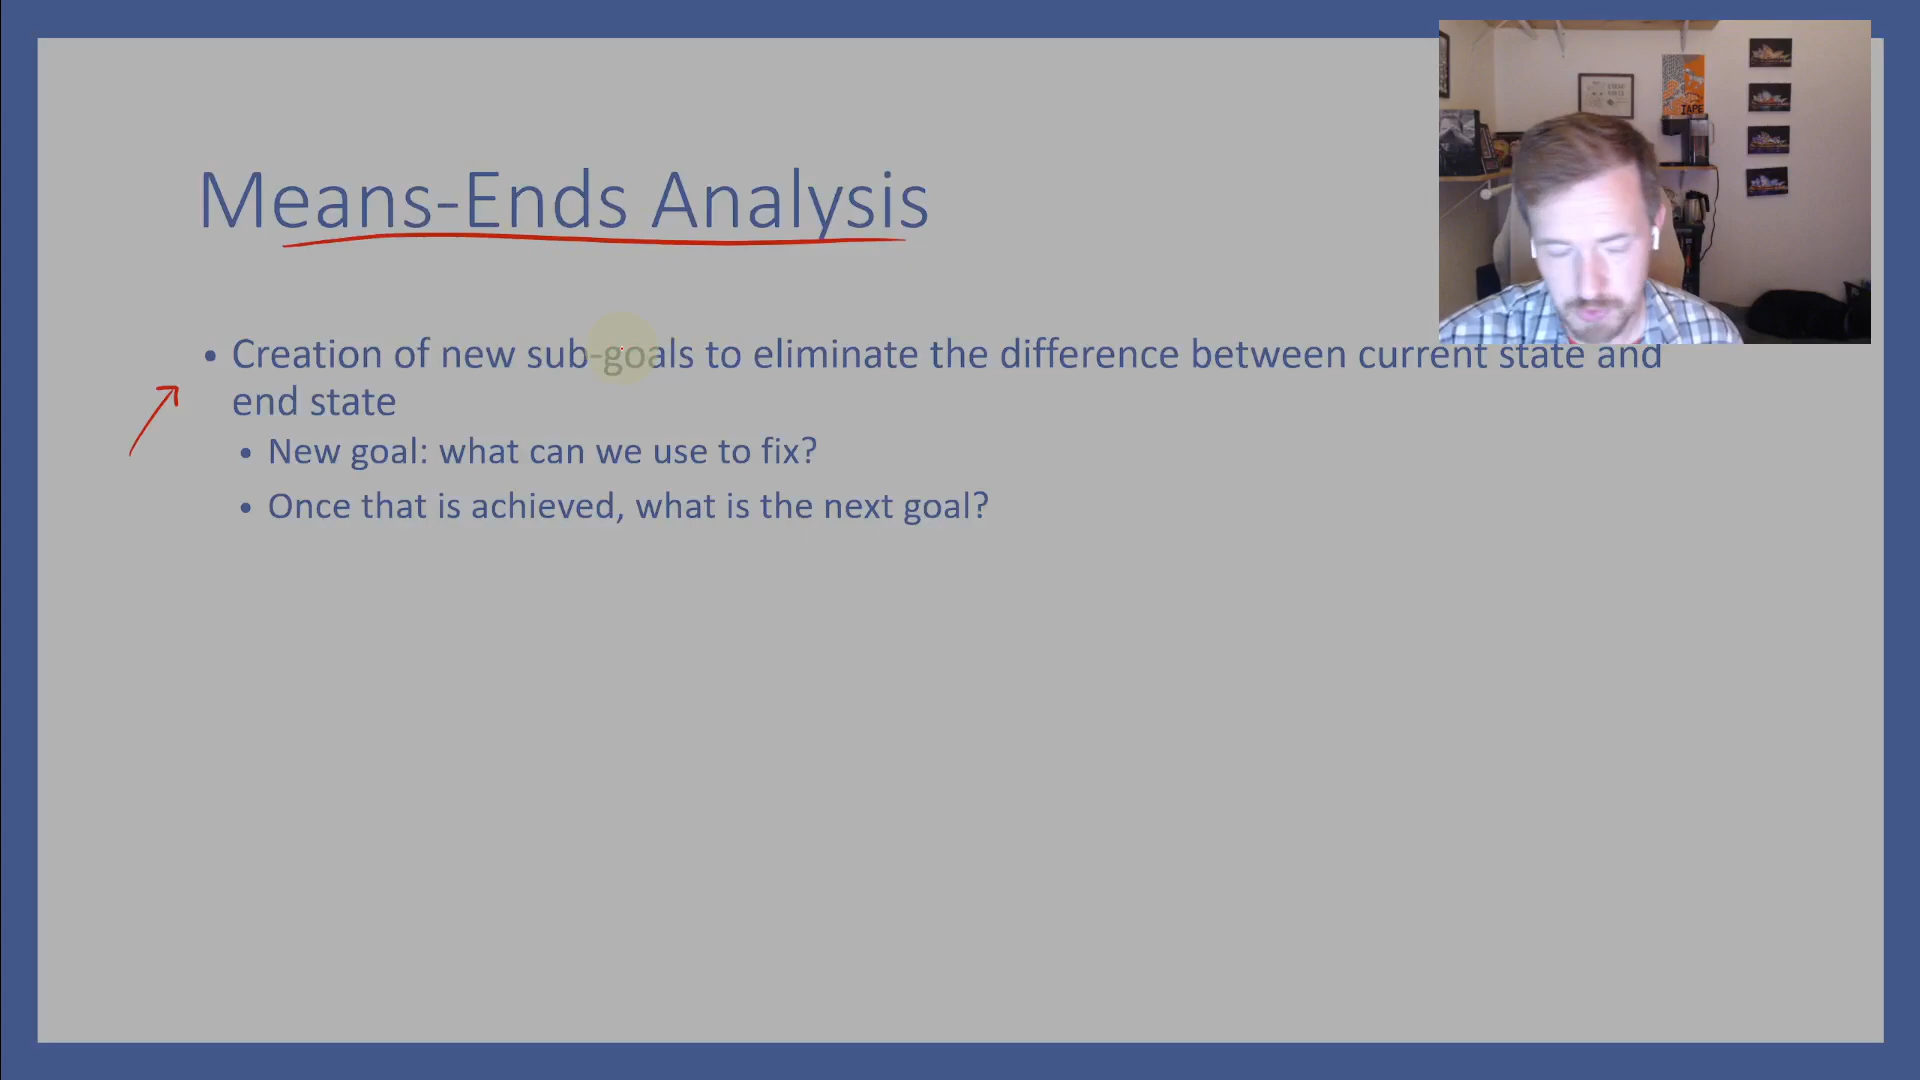 Means-Ends Analysis
• Creation of new sub-goals to eliminate the difference between current state and
end state
• New goal: what can we use to fix?
• Once that is achieved, what is the next goal?
TAPE